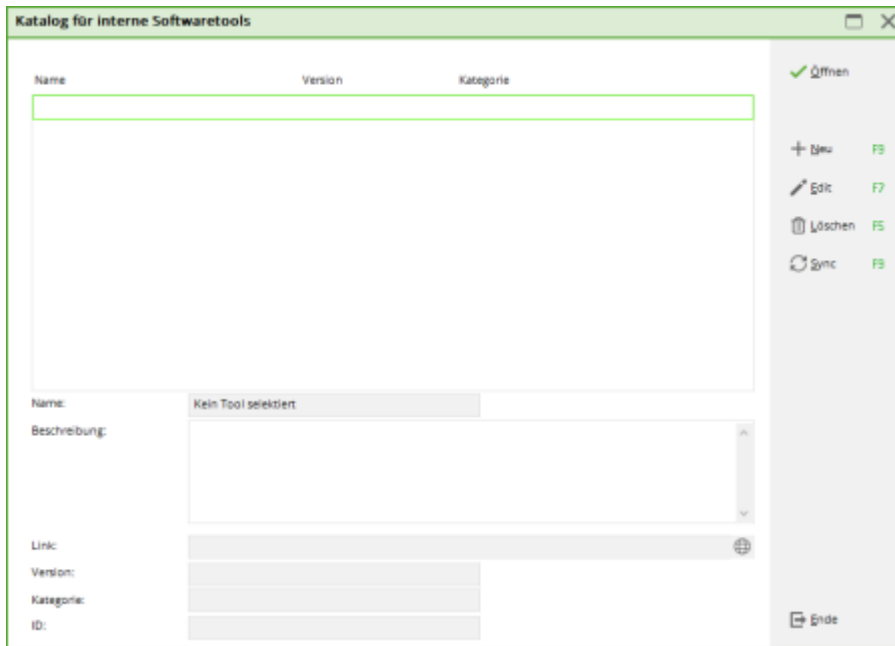 Katalog für interne Softwaretools
Name Version Kategorie
Öffnen
Neu F9
Edit F7
Löschen F5
Sync F9
Name: Kein Tool selektiert
Beschreibung:
Link:
Version:
Kategorie:
ID:
Ende